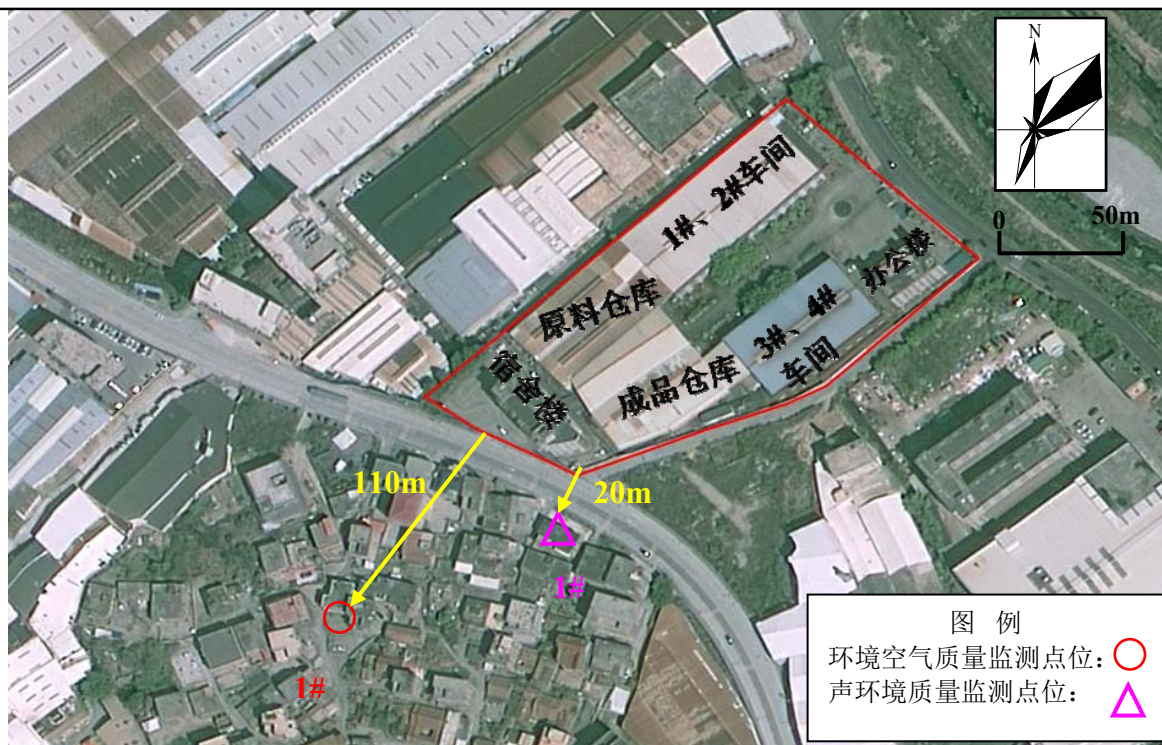 N
0 50m
1#、2#车间
办公楼
原料仓库
3#、4#
车间
宿舍楼
成品仓库
110m
20m
1#
1#
图 例
环境空气质量监测点位：
声环境质量监测点位：